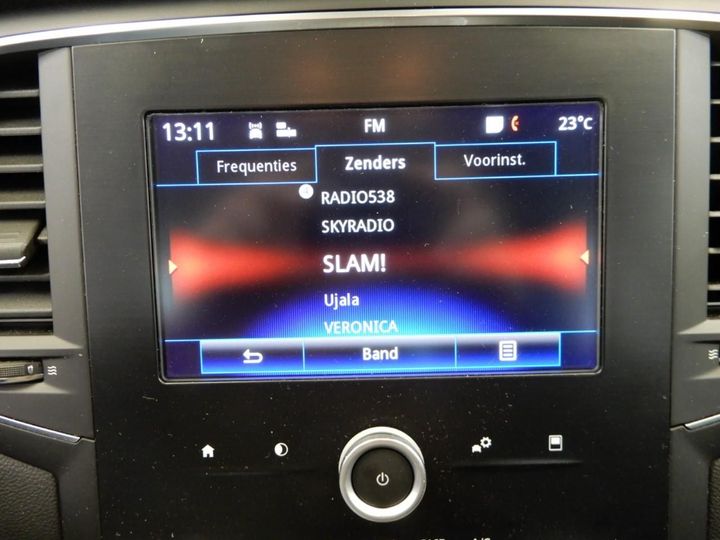 13:11 FM 23°C
Frequenties Zenders Voorinst.
RADIO538
SKYRADIO
SLAM!
Ujala
VERONICA
Band